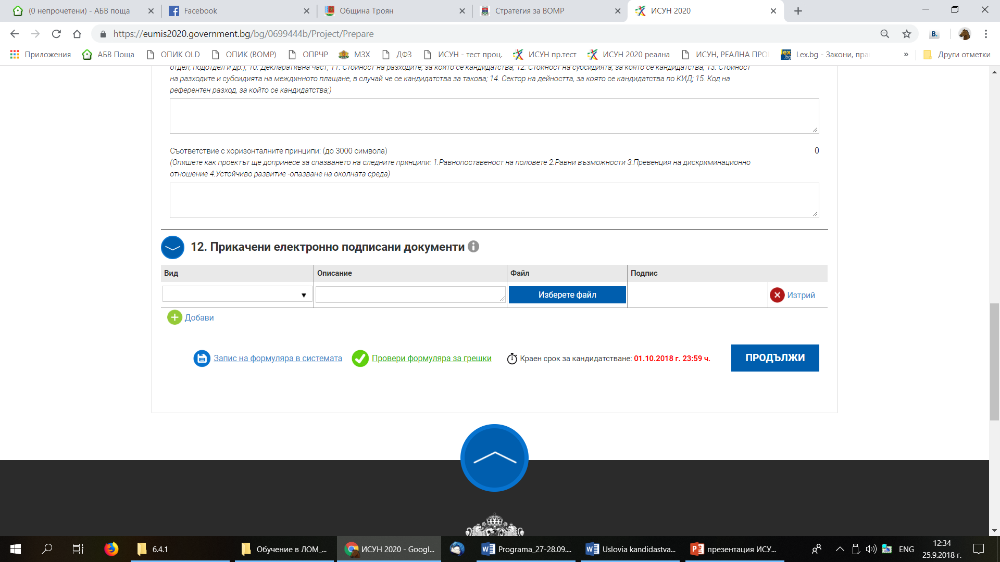 (0 непрочетени) - АБВ поща
Facebook
Община Троян
Стратегия за ВОМР
ИСУН 2020
https://eumis2020.government.bg/bg/0699444b/Project/Prepare
B.
Приложения
АБВ Поща
ОПИК OLD
ОПИК (ВОМР)
ОПРЧР
МЗХ
ДФЗ
ИСУН - тест проц.
ИСУН пр.тест
ИСУН 2020 реална
ИСУН, РЕАЛНА ПРО
Lex.bg - Закони, пра
»
Други отметки
отдел, подотдел и др.); 10. Декларативна част; 11. Стойност на разходите, за които се кандидатства; 12. Стойност на субсидията, за която се кандидатства; 13. Стойност
на разходите и субсидията на междинното плащане, в случай че се кандидатства за такова; 14. Сектор на дейността, за която се кандидатства по КИД; 15. Код на
референтен разход, за който се кандидатства;)
Съответствие с хоризонталните принципи: (до 3000 символа)
0
(Опишете как проектът ще допринесе за спазването на следните принципи: 1.Равнопоставеност на половете 2.Равни възможности 3.Превенция на дискриминационно
отношение 4.Устойчиво развитие -опазване на околната среда)
12. Прикачени електронно подписани документи
Вид
Описание
Файл
Подпис
Изберете файл
Изтрий
Добави
Запис на формуляра в системата
Провери формуляра за грешки
Краен срок за кандидатстване: 01.10.2018 г. 23:59 ч.
ПРОДЪЛЖИ
6.4.1
Обучение в ЛОМ_...
ИСУН 2020 - Googl...
Programa_27-28.09....
Uslovia kandidastva...
презентация ИСУ...
ENG
12:34
25.9.2018 г.